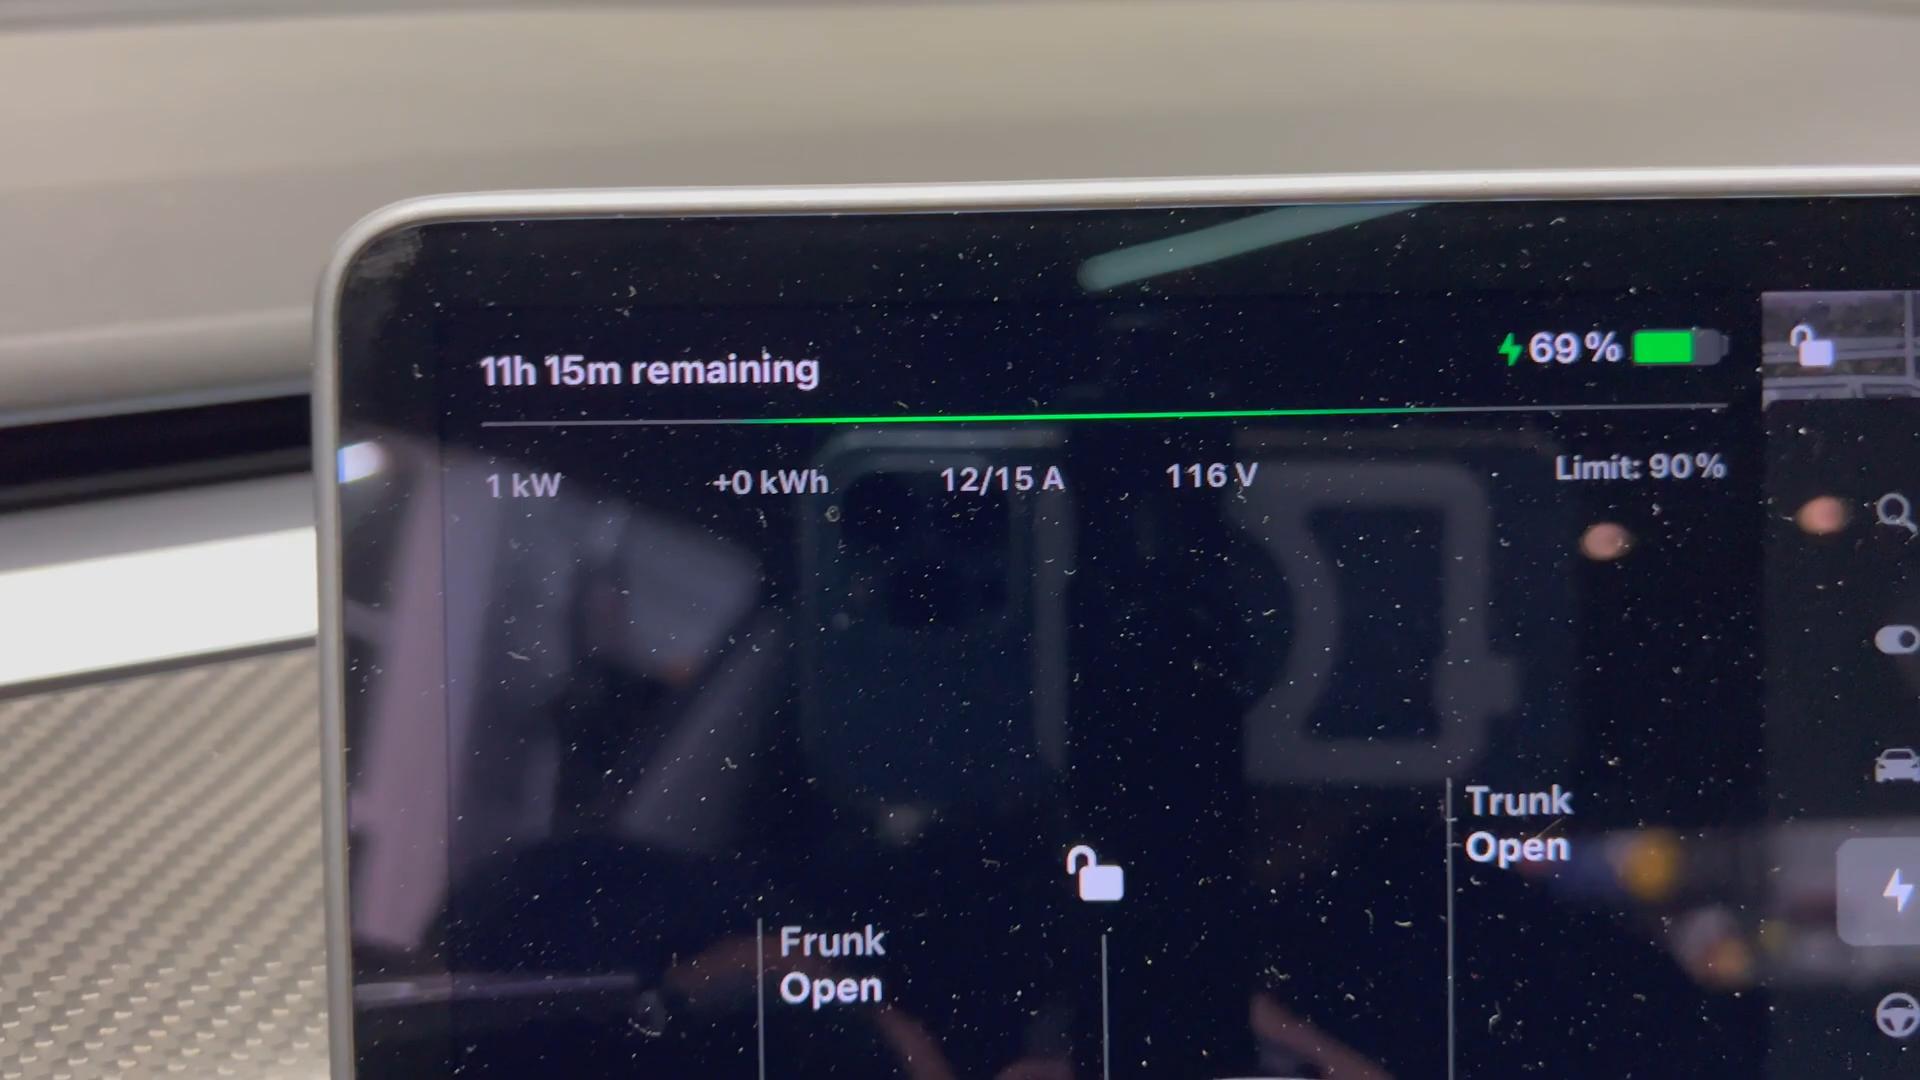 11h 15m remaining
69%
1 kW
+0 kWh
12/15 A
116 V
Limit: 90%
Trunk
Open
Frunk
Open